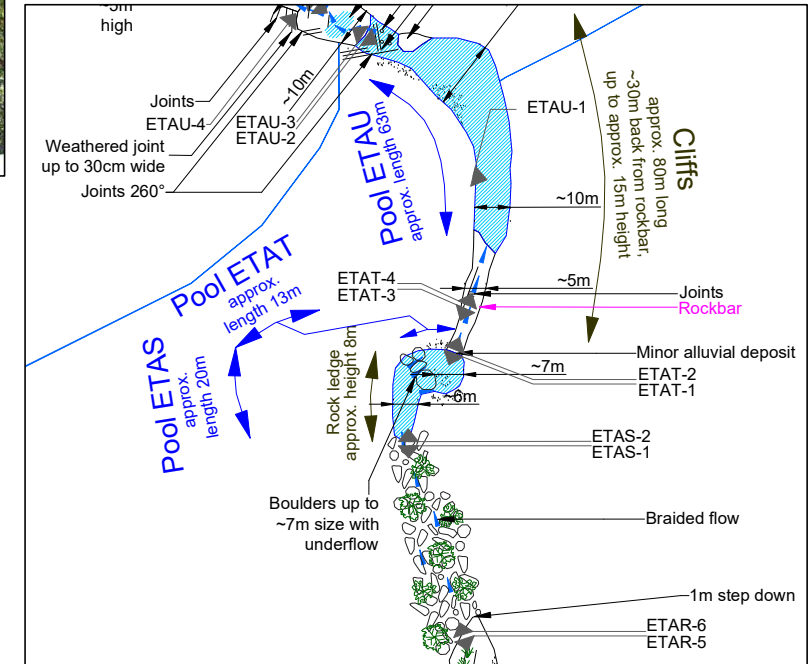 ~5m
high
~10m
Joints
ETAU-4
ETAU-3
ETAU-2
Weathered joint
up to 30cm wide
Joints 260°
Pool ETAU
approx. length 63m
ETAU-1
Cliffs
approx. 80m long
~30m back from rockbar,
up to approx. 15m height
~10m
Pool ETAT
approx.
length 13m
ETAT-4
ETAT-3
~5m
Joints
Rockbar
Pool ETAS
approx.
length 20m
Rock ledge
approx. height 8m
Minor alluvial deposit
~7m
ETAT-2
ETAT-1
~6m
ETAS-2
ETAS-1
Boulders up to
~7m size with
underflow
Braided flow
1m step down
ETAR-6
ETAR-5